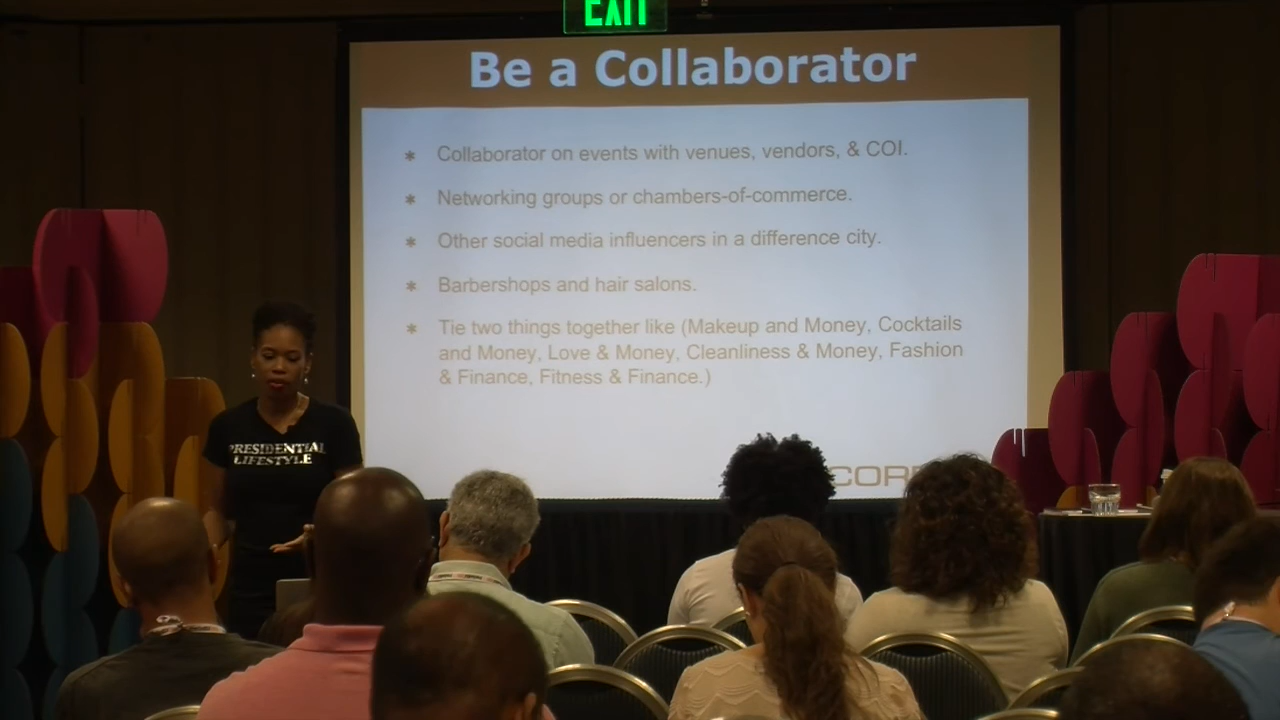 EXIT
Be a Collaborator
* Collaborator on events with venues, vendors, & COI.
* Networking groups or chambers-of-commerce.
* Other social media influencers in a difference city.
* Barbershops and hair salons.
* Tie two things together like (Makeup and Money, Cocktails
and Money, Love & Money, Cleanliness & Money, Fashion
& Finance, Fitness & Finance.)
PRESIDENTIAL
LIFESTYLE